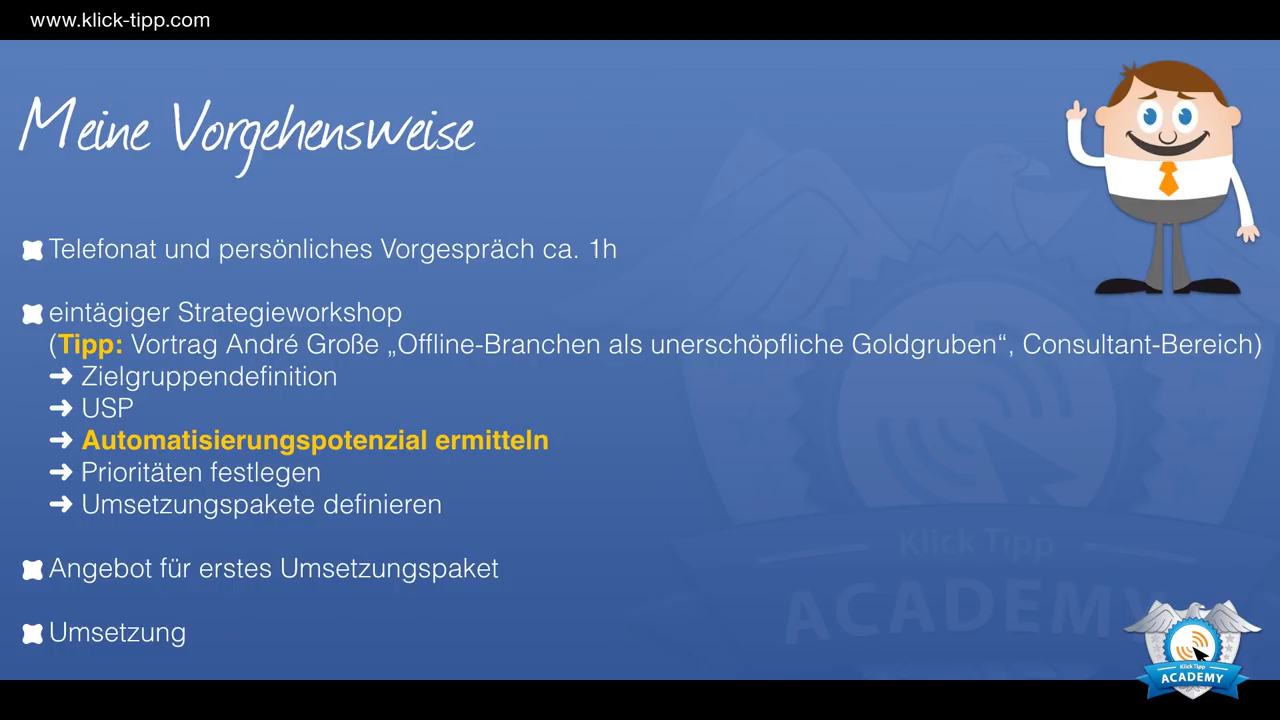 www.klick-tipp.com
Meine Vorgehensweise
Telefonat und persönliches Vorgespräch ca. 1h
eintägiger Strategieworkshop
(Tipp: Vortrag André Große „Offline-Branchen als unerschöpfliche Goldgruben“, Consultant-Bereich)
➜ Zielgruppendefinition
➜ USP
➜ Automatisierungspotenzial ermitteln
➜ Prioritäten festlegen
➜ Umsetzungspakete definieren
Angebot für erstes Umsetzungspaket
Umsetzung
Klick Tipp
ACADEMY
Klick Tipp
ACADEMY